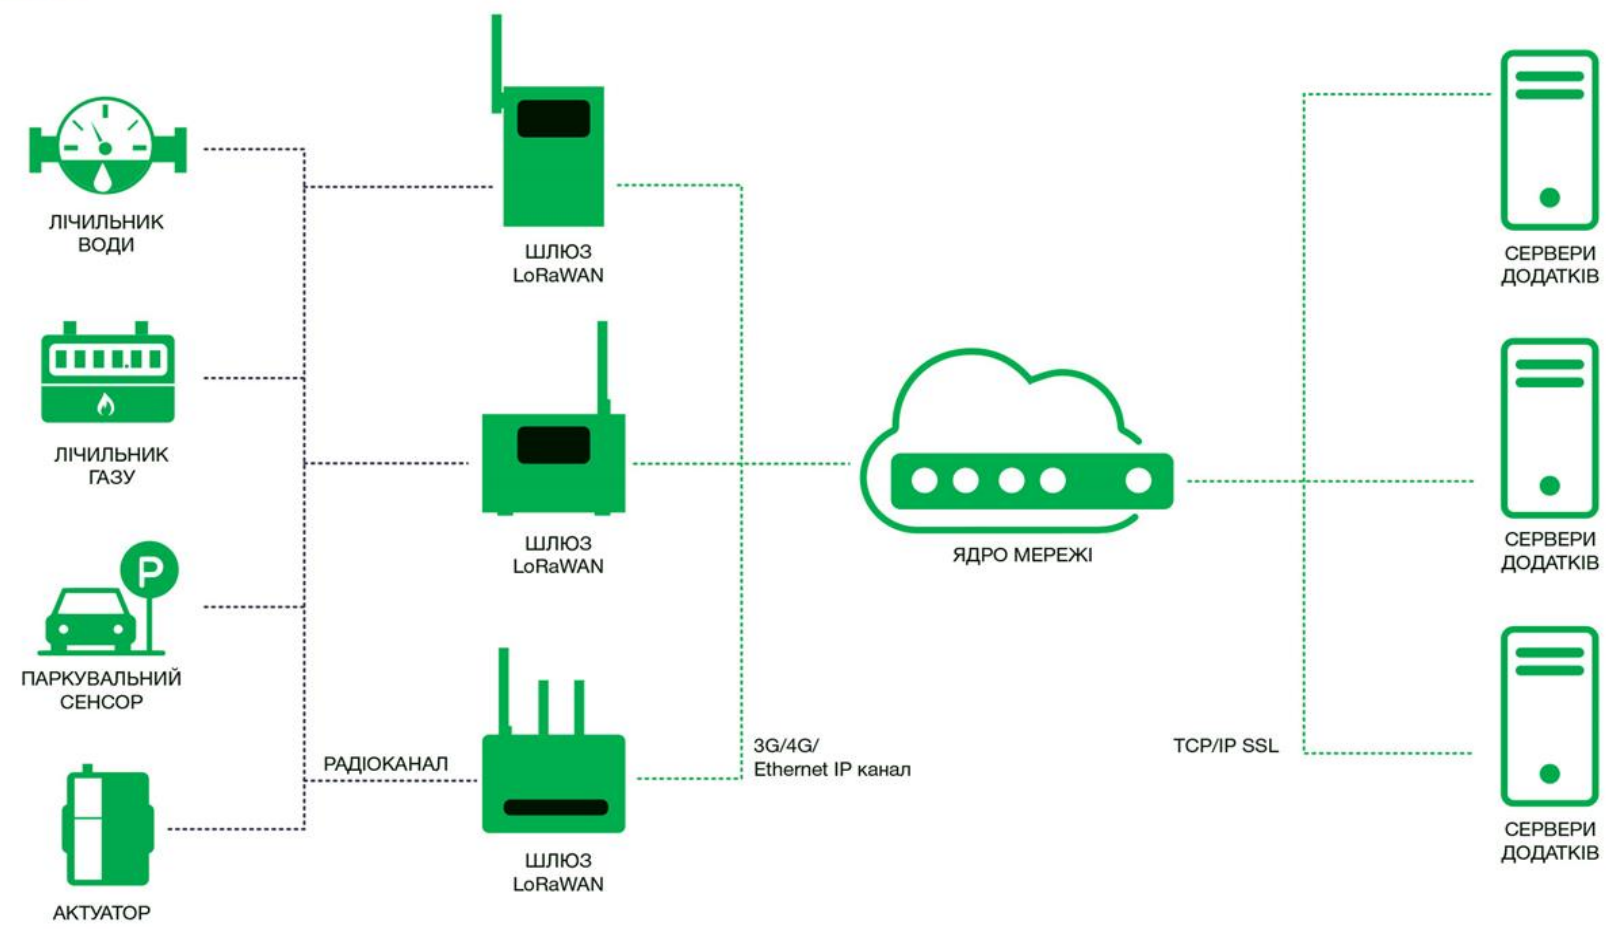 ЛІЧИЛЬНИК
ВОДИ
ЛІЧИЛЬНИК
ГАЗУ
P
ПАРКУВАЛЬНИЙ
СЕНСОР
АКТУАТОР
РАДІОКАНАЛ
ШЛЮЗ
LoRaWAN
ШЛЮЗ
LoRaWAN
ШЛЮЗ
LoRaWAN
3G/4G/
Ethernet IP канал
ЯДРО МЕРЕЖІ
TCP/IP SSL
СЕРВЕРИ
ДОДАТКІВ
СЕРВЕРИ
ДОДАТКІВ
СЕРВЕРИ
ДОДАТКІВ